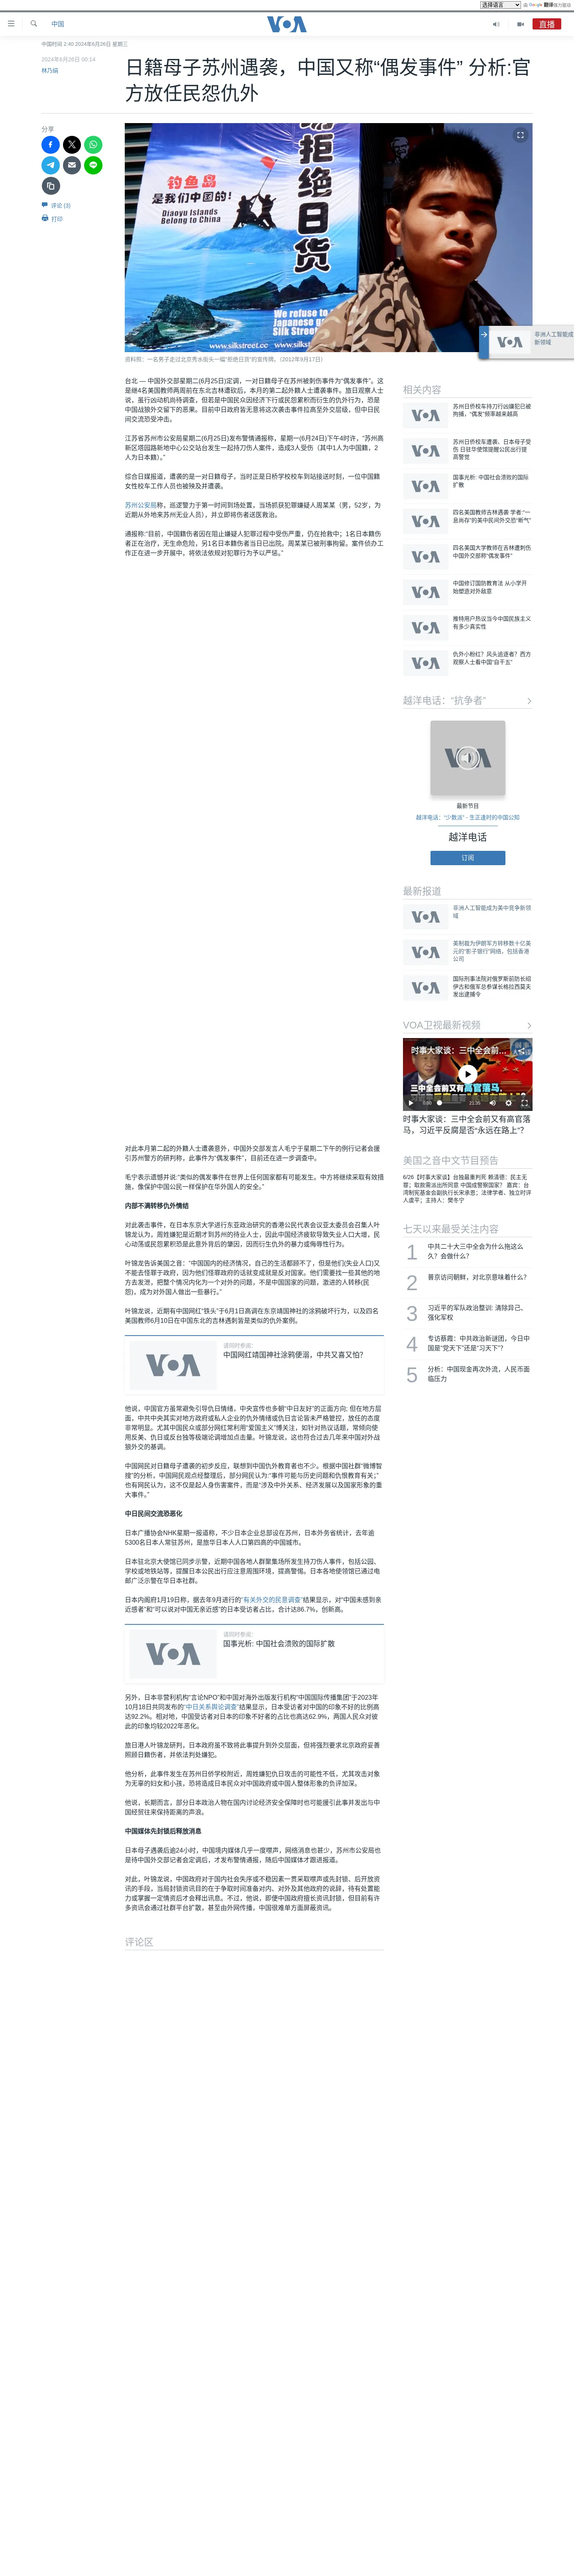 选择语言
由 Google 翻译强力驱动
中国
VOA
直播
中国时间 2:40 2024年6月26日 星期三
2024年6月26日 00:14
林乃绢
日籍母子苏州遇袭，中国又称“偶发事件” 分析:官
方放任民怨仇外
分享
评论 (3)
打印
钓鱼岛
是我们中国的!
Diaoyu Islands
belong to China!
拒绝日货
www.silkstreet.cc
www.silks
资料照：一名男子走过北京秀水街头一幅“拒绝日货”的宣传牌。（2012年9月17日）
非洲人工智能成
新领域
台北 — 中国外交部星期二(6月25日)定调，一对日籍母子在苏州被刺伤事件为“偶发事件”。这
是继4名美国教师两周前在东北吉林遭砍后，本月的第二起外籍人士遭袭事件。旅日观察人士
说，虽行凶动机尚待调查，但若是中国民众因经济下行或民怨累积而衍生的仇外行为，恐是
中国战狼外交留下的恶果。目前中日政府皆无意将这次袭击事件拉高至外交层级，但中日民
间交流恐受冲击。
江苏省苏州市公安局星期二(6月25日)发布警情通报称，星期一(6月24日)下午4时许，“苏州高
新区塔园路新地中心公交站台发生一起持刀伤人案件，造成3人受伤（其中1人为中国籍，2
人为日本籍）。”
综合日媒报道，遭袭的是一对日籍母子，当时正是日侨学校校车到站接送时刻，一位中国籍
女性校车工作人员也被殃及并遭袭。
苏州公安局称，巡逻警力于第一时间到场处置，当场抓获犯罪嫌疑人周某某（男，52岁，为
近期从外地来苏州无业人员），并立即将伤者送医救治。
通报称:“目前，中国籍伤者因在阻止嫌疑人犯罪过程中受伤严重，仍在抢救中；1名日本籍伤
者正在治疗，无生命危险，另1名日本籍伤者当日已出院。周某某已被刑事拘留。案件侦办工
作正在进一步开展中，将依法依规对犯罪行为予以严惩。”
对此本月第二起的外籍人士遭袭意外，中国外交部发言人毛宁于星期二下午的例行记者会援
引苏州警方的研判称，此事件为“偶发事件”，目前还在进一步调查中。
毛宁表示遗憾并说:“类似的偶发事件在世界上任何国家都有可能发生。中方将继续采取有效措
施，像保护中国公民一样保护在华外国人的安全。”
内部不满转移仇外情结
对此袭击事件，在日本东京大学进行东亚政治研究的香港公民代表会议亚太委员会召集人叶
锦龙认为，周姓嫌犯是近期才到苏州的待业人士，因此中国经济疲软导致失业人口大增，民
心动荡或民怨累积恐是此意外背后的肇因，因而衍生仇外的暴力或侮辱性行为。
叶锦龙告诉美国之音：“中国国内的经济情况，自己的生活都顾不了，但是他们(失业人口)又
不能去怪罪于政府，因为他们怪罪政府的话就变成就是反对国家。他们需要找一些其他的地
方去发泄，把整个情况内化为一个对外的问题，不是中国国家的问题，激进的人转移(民
怨)，成为对外国人做出一些暴行。”
叶锦龙说，近期有中国网红“铁头”于6月1日高调在东京靖国神社的涂鸦破坏行为，以及四名
美国教师6月10日在中国东北的吉林遇刺皆是类似的仇外案例。
请同时参阅:
中国网红靖国神社涂鸦便溺，中共又喜又怕?
他说，中国官方虽常避免引导仇日情绪，中央宣传也多朝“中日友好”的正面方向; 但在地方层
面，中共中央其实对地方政府或私人企业的仇外情绪或仇日言论皆未严格管控，放任的态度
非常明显。尤其中国民众或部分网红常利用“爱国主义”博关注，如针对热议话题，常倾向使
用反美、仇日或反台独等极端论调增加点击量。叶锦龙说，这也符合过去几年来中国对外战
狼外交的基调。
中国网民对日籍母子遭袭的初步反应，联想到中国仇外教育者也不少。根据中国社群“微博智
搜”的分析，中国网民观点经整理后，部分网民认为:“事件可能与历史问题和仇恨教育有关；”
也有网民认为，这不仅是起人身伤害案件，而是“涉及中外关系、经济发展以及国家形象的重
大事件。”
中日民间交流恐恶化
日本广播协会NHK星期一报道称，不少日本企业总部设在苏州，日本外务省统计，去年逾
5300名日本人常驻苏州，是旅华日本人人口第四高的中国城市。
日本驻北京大使馆已同步示警，近期中国各地人群聚集场所发生持刀伤人事件，包括公园、
学校或地铁站等，提醒日本公民出行应注意周围环境，提高警惕。日本各地使领馆已通过电
邮广泛示警在华日本社群。
日本内阁府1月19日称，据去年9月进行的“有关外交的民意调查”结果显示，对“中国未感到亲
近感者”和“可以说对中国无亲近感”的日本受访者占比，合计达86.7%，创新高。
请同时参阅:
国事光析: 中国社会溃败的国际扩散
另外，日本非营利机构“言论NPO”和中国对海外出版发行机构“中国国际传播集团”于2023年
10月18日共同发布的“中日关系舆论调查”结果显示，日本受访者对中国的印象不好的比例高
达92.2%。相对地，中国受访者对日本的印象不好者的占比也高达62.9%，两国人民众对彼
此的印象均较2022年恶化。
旅日港人叶锦龙研判，日本政府虽不致将此事提升到外交层面，但将强烈要求北京政府妥善
照顾日籍伤者，并依法判处嫌犯。
他分析，此事件发生在苏州日侨学校附近，周姓嫌犯仇日攻击的可能性不低，尤其攻击对象
为无辜的妇女和小孩，恐将造成日本民众对中国政府或中国人整体形象的负评加深。
他说，长期而言，部分日本政治人物在国内讨论经济安全保障时也可能援引此事并发出与中
国经贸往来保持距离的声浪。
中国媒体先封锁后释放消息
日本母子遇袭后逾24小时，中国境内媒体几乎一度噤声，网络消息也甚少，苏州市公安局也
是待中国外交部记者会定调后，才发布警情通报，随后中国媒体才跟进报道。
对此，叶锦龙说，中国政府对于国内社会失序或不稳因素一贯采取噤声或先封锁、后开放资
讯的手段，当局封锁资讯目的在于争取时间准备对内、对外及其他政府的说辞，待有处置能
力或掌握一定情资后才会释出讯息。不过，他说，即便中国政府擅长资讯封锁，但目前有许
多资讯会通过社群平台扩散，甚至由外网传播，中国很难单方面屏蔽资讯。
评论区
相关内容
苏州日侨校车持刀行凶嫌犯已被
拘捕，“偶发”频率越来越高
苏州日侨校车遭袭、日本母子受
伤 日驻华使馆提醒公民出行提
高警觉
国事光析: 中国社会溃败的国际
扩散
四名美国教师吉林遇袭 学者:“一
息尚存”的美中民间外交恐“断气”
四名美国大学教师在吉林遭刺伤
中国外交部称“偶发事件”
中国修订国防教育法 从小学开
始塑造对外敌意
推特用户热议当今中国民族主义
有多少真实性
仇外小粉红？风头追逐者？西方
观察人士看中国“自干五”
越洋电话：“抗争者”
最新节目
越洋电话：“少数派” - 生正逢时的中国公知
越洋电话
订阅
最新报道
非洲人工智能成为美中竞争新领
域
美制裁为伊朗军方转移数十亿美
元的“影子银行”网络，包括香港
公司
国际刑事法院对俄罗斯前防长绍
伊古和俄军总参谋长格拉西莫夫
发出逮捕令
VOA卫视最新视频
时事大家谈：三中全会前...
三中全会前又有高官落马,
时事大家谈：三中全会前又有高官落
马，习近平反腐是否“永远在路上”?
美国之音中文节目预告
6/26【时事大家谈】台独最重判死 赖清德：民主无
罪；取款需派出所同意 中国成警察国家？ 嘉宾：台
湾制宪基金会副执行长宋承恩；法律学者、独立时评
人虞平；主持人：樊冬宁
七天以来最受关注内容
1
中共二十大三中全会为什么拖这么
久？会做什么？
2
普京访问朝鲜，对北京意味着什么？
3
习近平的军队政治整训: 清除异己、
强化军权
4
专访蔡霞：中共政治新谜团，今日中
国是“党天下”还是“习天下”？
5
分析：中国现金再次外流，人民币面
临压力